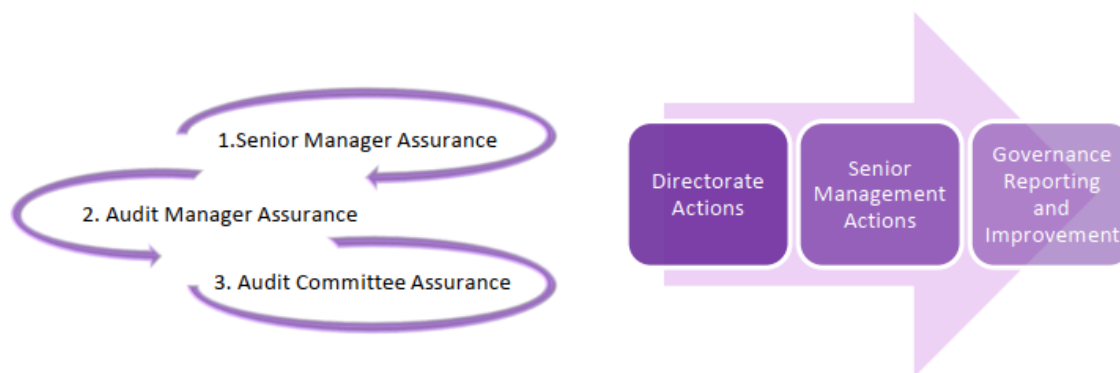 1.Senior Manager Assurance
2. Audit Manager Assurance
3. Audit Committee Assurance
Directorate
Actions
Senior
Management
Actions
Governance
Reporting
and
Improvement